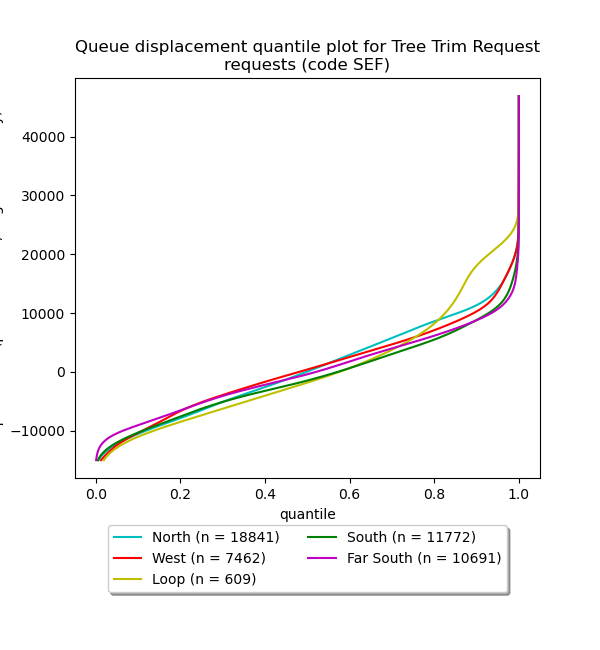 Queue displacement quantile plot for Tree Trim Request
requests (code SEF)
40000
30000
20000
10000
0
−10000
0.0 0.2 0.4 0.6 0.8 1.0
quantile
North (n = 18841) South (n = 11772)
West (n = 7462) Far South (n = 10691)
Loop (n = 609)